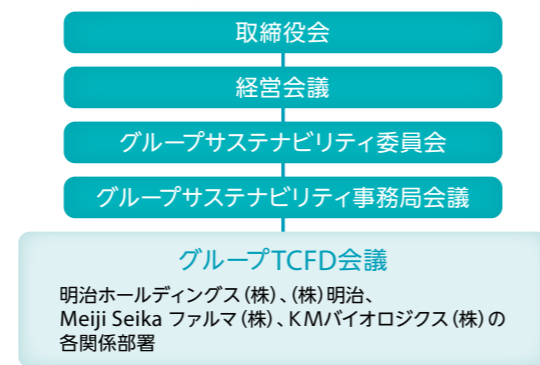 取締役会
経営会議
グループサステナビリティ委員会
グループサステナビリティ事務局会議
グループTCFD会議
明治ホールディングス(株)、(株)明治、
Meiji Seika ファルマ(株)、KMバイオロジクス(株)の
各関係部署